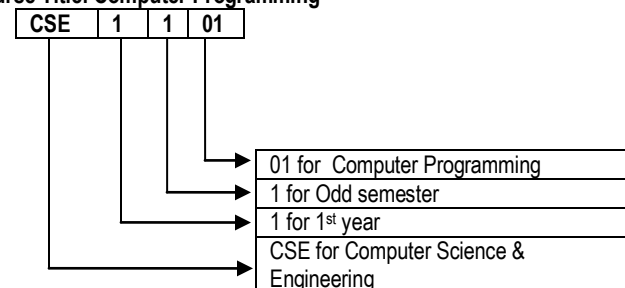 Course Title: Computer Programming
CSE 1 1 01
01 for Computer Programming
1 for Odd semester
1 for 1st year
CSE for Computer Science &
Engineering